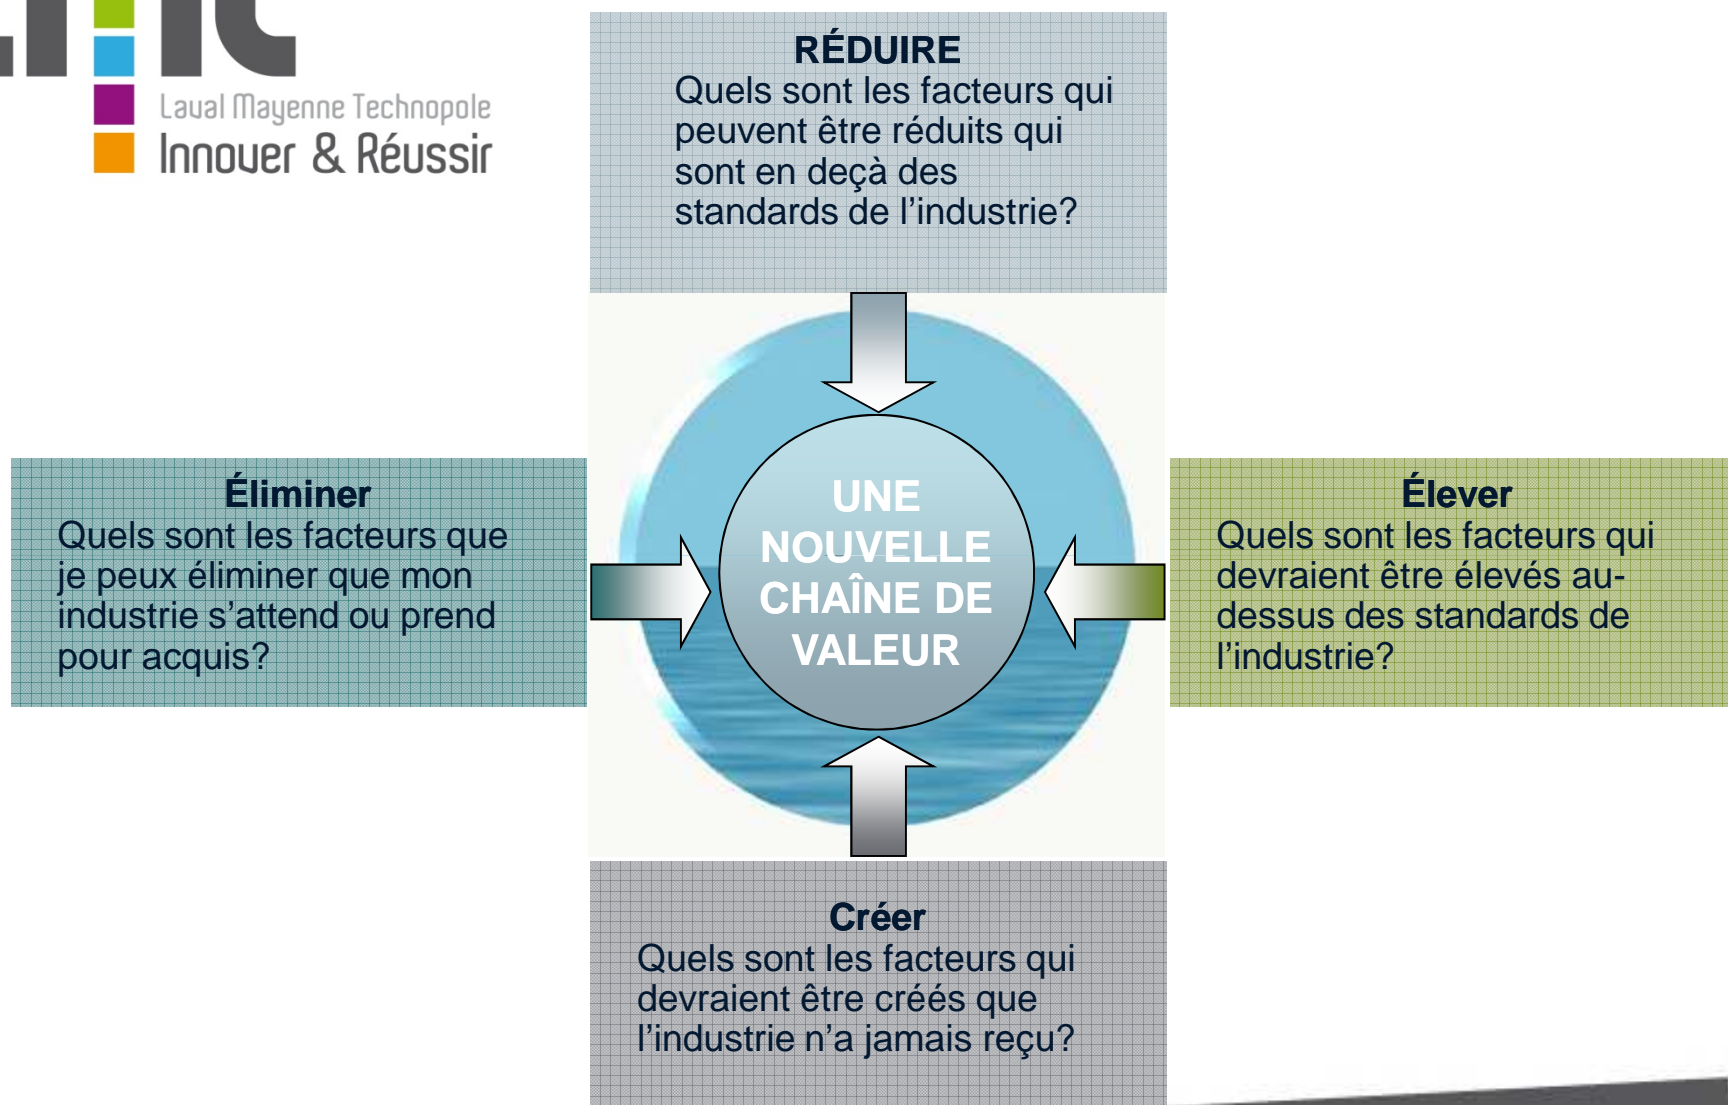 Laval Mayenne Technopole
Innover & Réussir
RÉDUIRE
Quels sont les facteurs qui
peuvent être réduits qui
sont en deçà des
standards de l’industrie?
Éliminer
Quels sont les facteurs que
je peux éliminer que mon
industrie s’attend ou prend
pour acquis?
UNE
NOUVELLE
CHAÎNE DE
VALEUR
Élever
Quels sont les facteurs qui
devraient être élevés au-
dessus des standards de
l’industrie?
Créer
Quels sont les facteurs qui
devraient être créés que
l’industrie n’a jamais reçu?